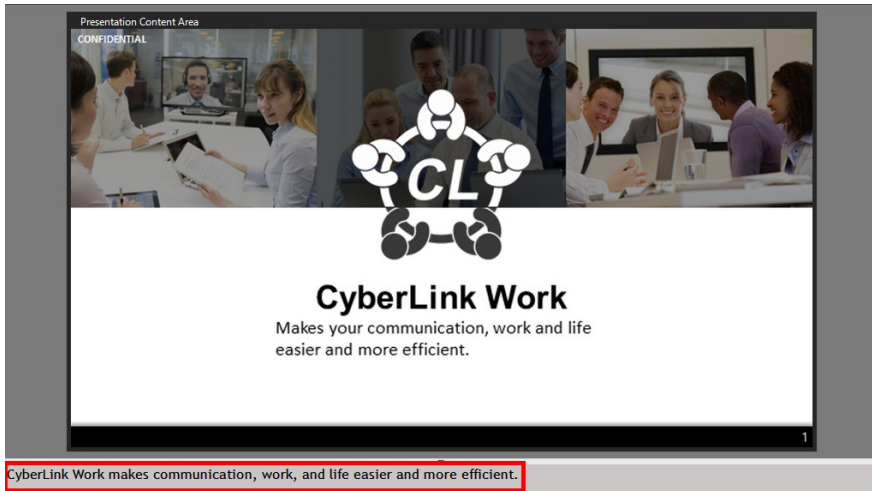 Presentation Content Area
CONFIDENTIAL
CL
CyberLink Work
Makes your communication, work and life
easier and more efficient.
1
CyberLink Work makes communication, work, and life easier and more efficient.